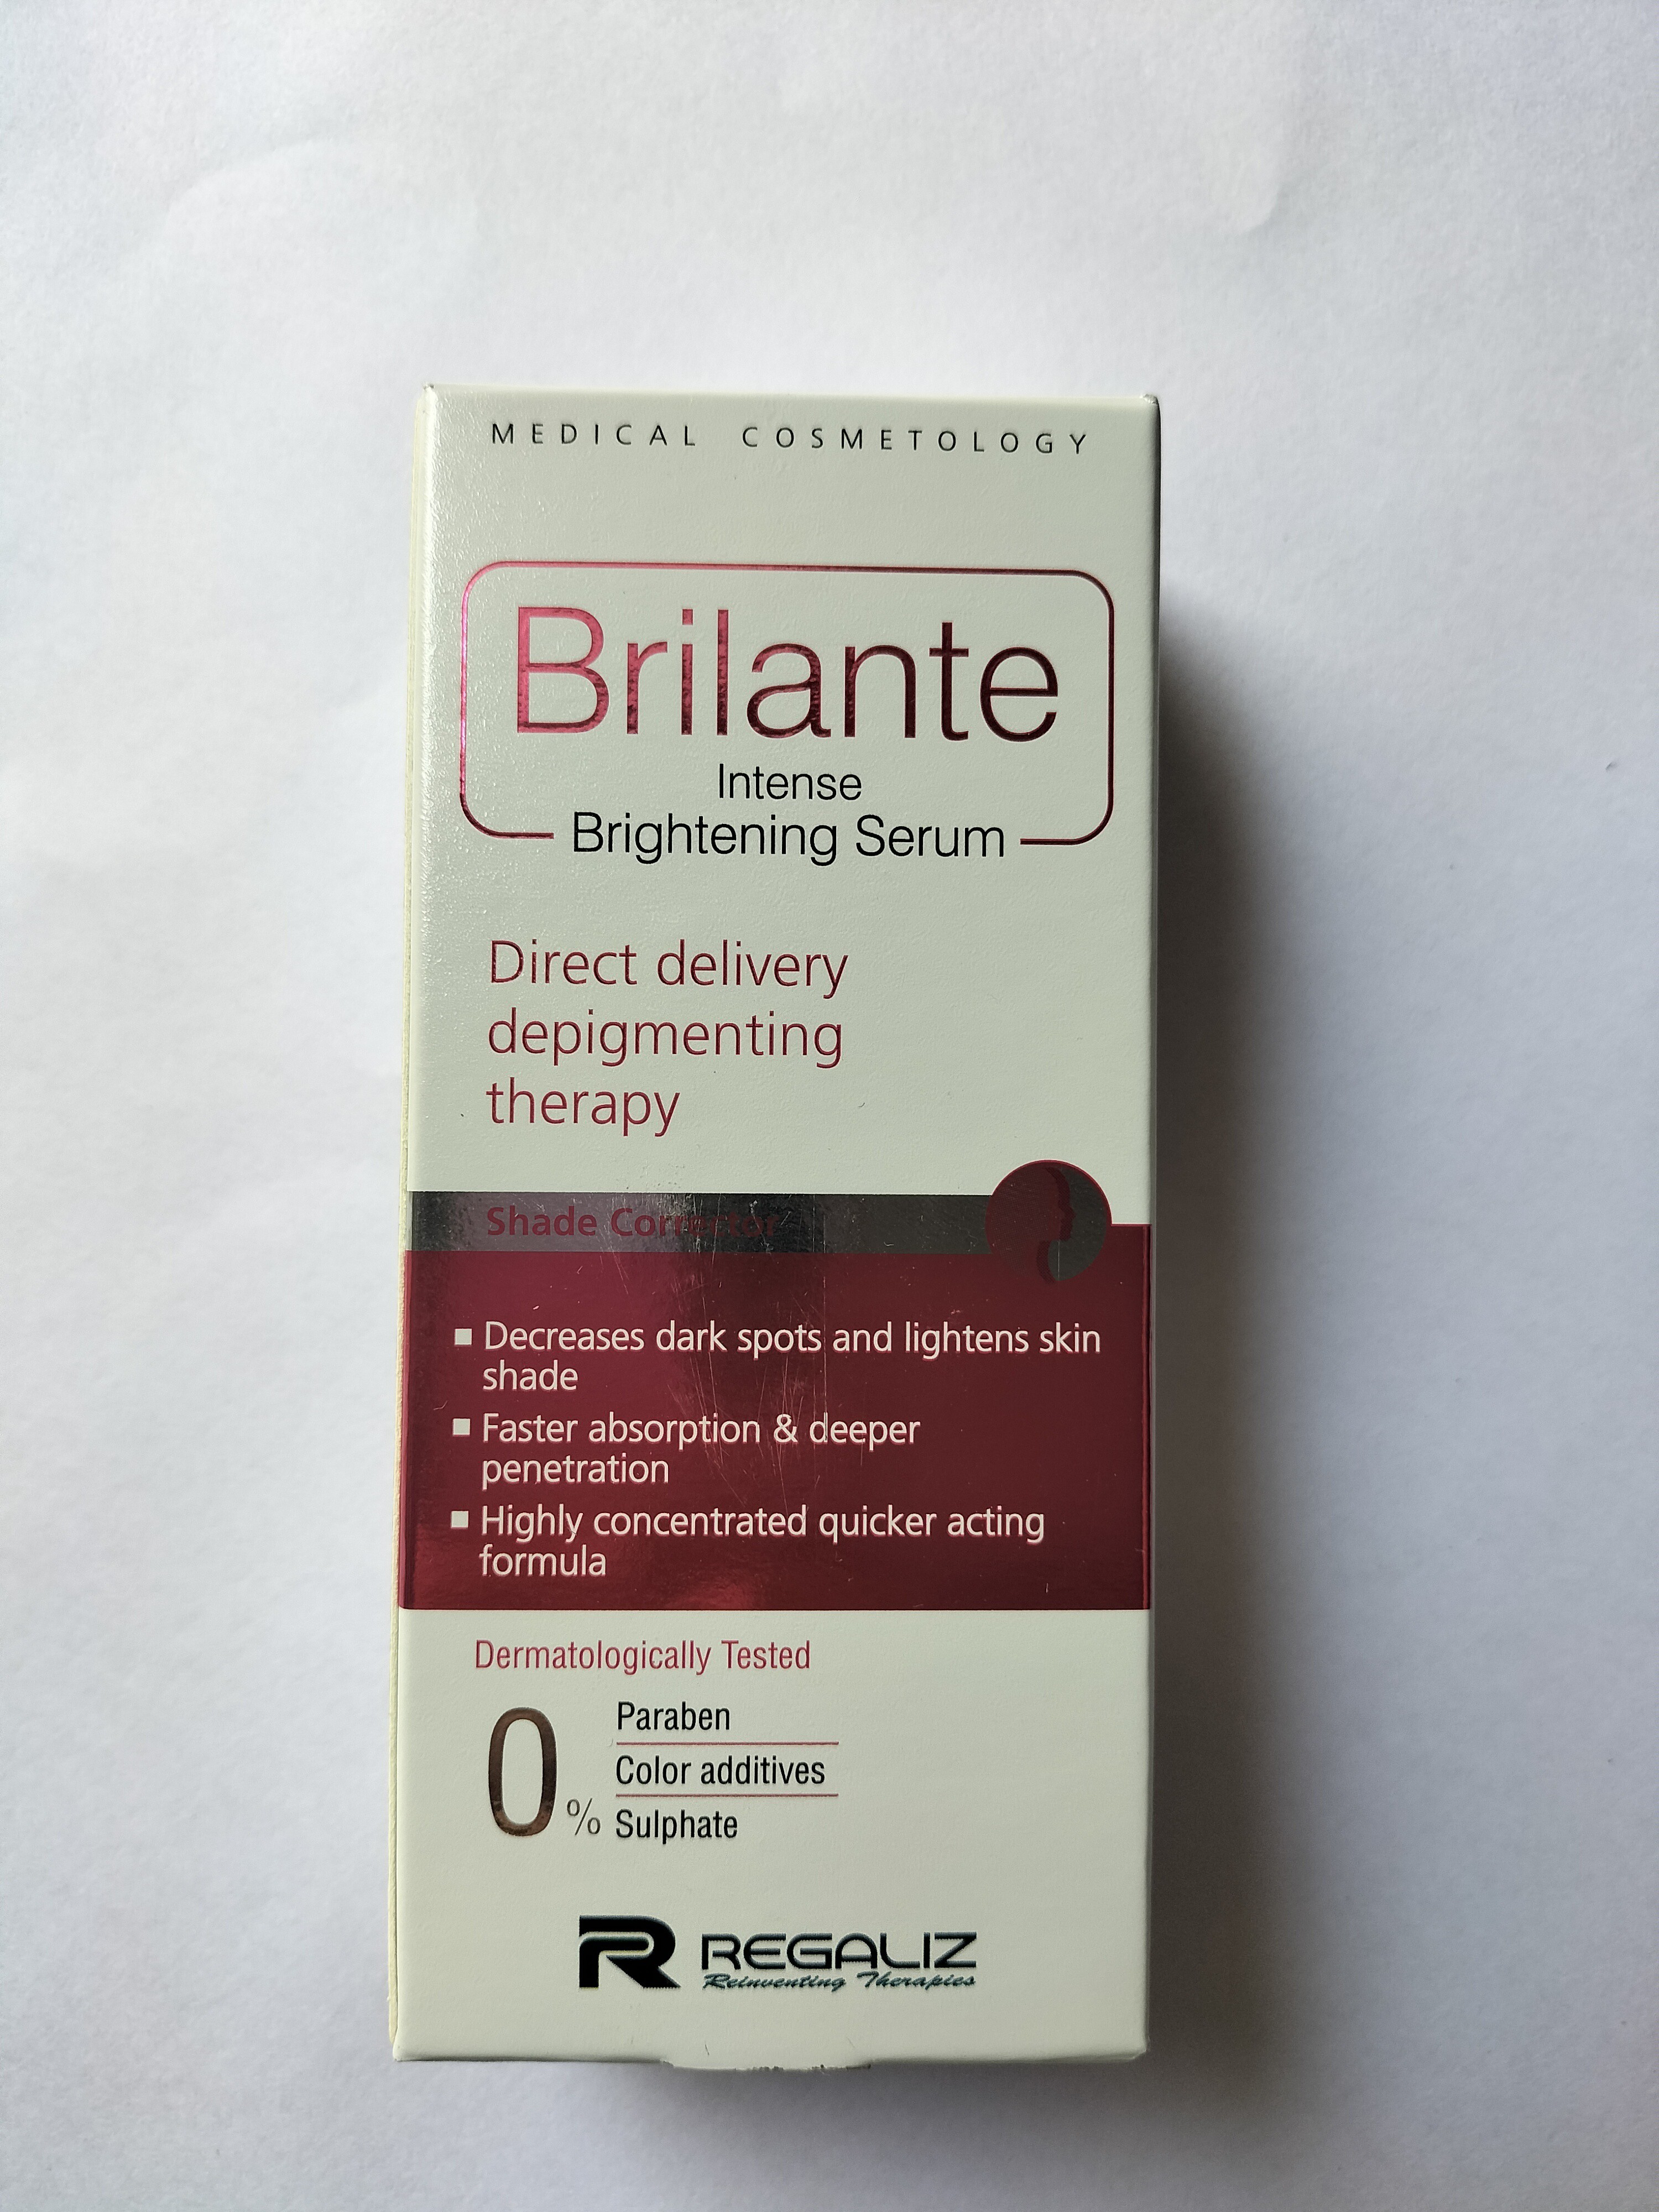 MEDICAL COSMETOLOGY
Brilante
Intense
Brightening Serum
Direct delivery
depigmenting
therapy
Shade Corrector
▪ Decreases dark spots and lightens skin
shade
▪ Faster absorption & deeper
penetration
▪ Highly concentrated quicker acting
formula
Dermatologically Tested
0%
Paraben
Color additives
Sulphate
R REGALIZ
Reinventing Therapies